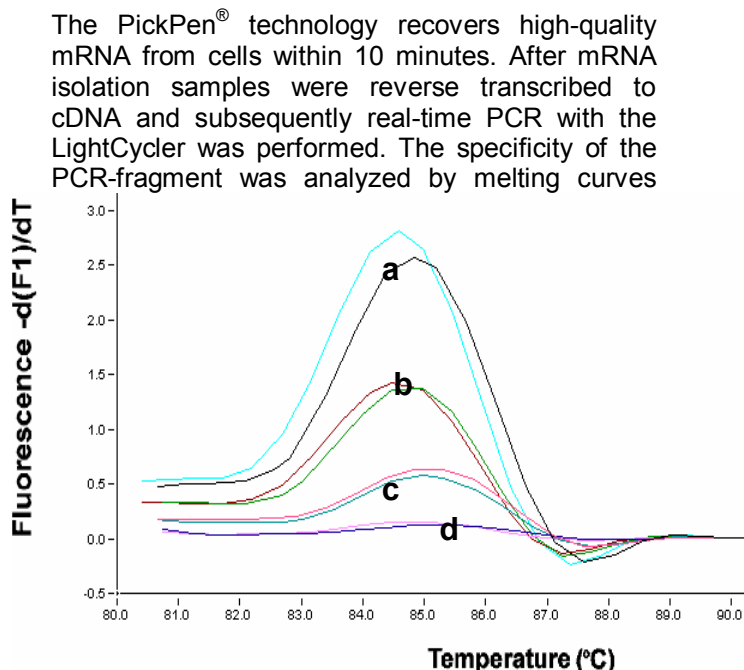 The PickPen® technology recovers high-quality
mRNA from cells within 10 minutes. After mRNA
isolation samples were reverse transcribed to
cDNA and subsequently real-time PCR with the
LightCycler was performed. The specificity of the
PCR-fragment was analyzed by melting curves
Fluorescence -d(F1)/dT
3.0
2.5
2.0
1.5
1.0
0.5
0.0
-0.5
a
b
c
d
80.0 81.0 82.0 83.0 84.0 85.0 86.0 87.0 88.0 89.0 90.0
Temperature (°C)